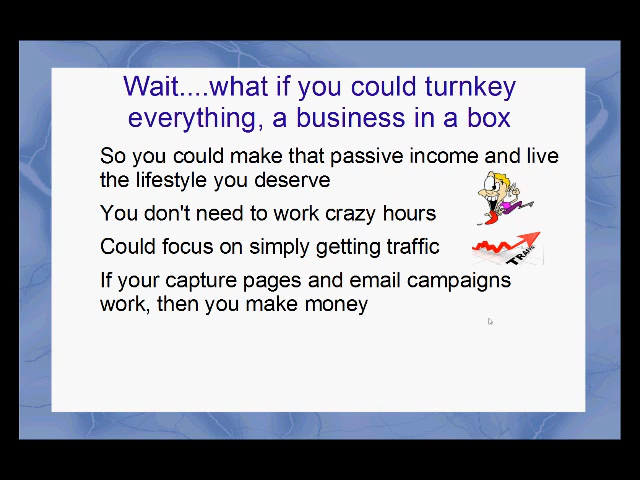 Wait....what if you could turnkey
everything, a business in a box
So you could make that passive income and live
the lifestyle you deserve
You don't need to work crazy hours
Could focus on simply getting traffic
TRAFFIC
If your capture pages and email campaigns
work, then you make money